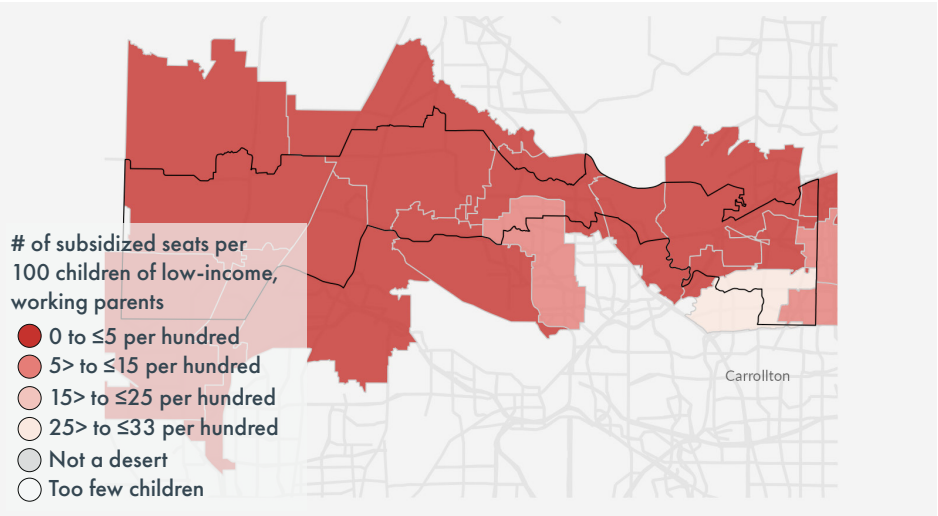 # of subsidized seats per
100 children of low-income,
working parents
0 to ≤5 per hundred
5> to ≤15 per hundred
15> to ≤25 per hundred
25> to ≤33 per hundred
Not a desert
Too few children
Carrollton